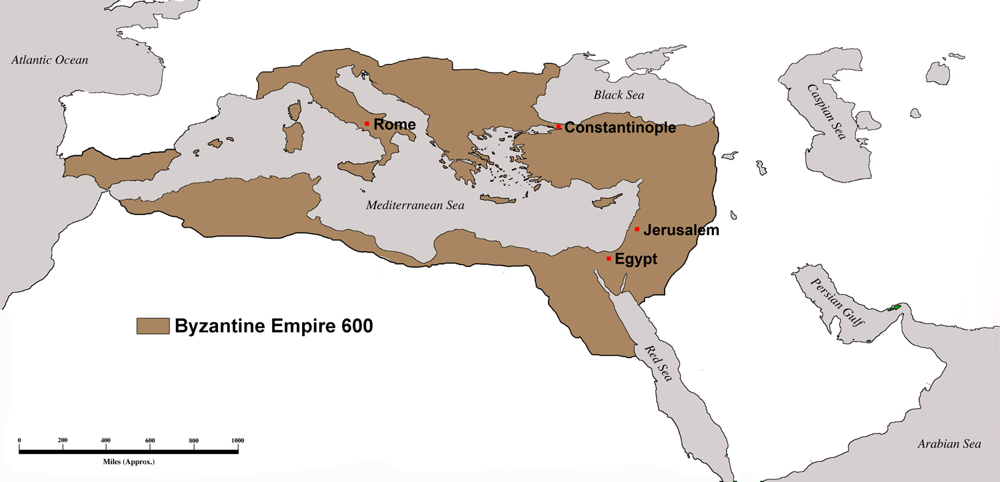 Atlantic Ocean
Black Sea
Caspian Sea
Rome
Constantinople
Mediterranean Sea
Jerusalem
Egypt
Persian Gulf
Byzantine Empire 600
Red Sea
0 200 400 600 800 1000
Miles (Approx.)
Arabian Sea